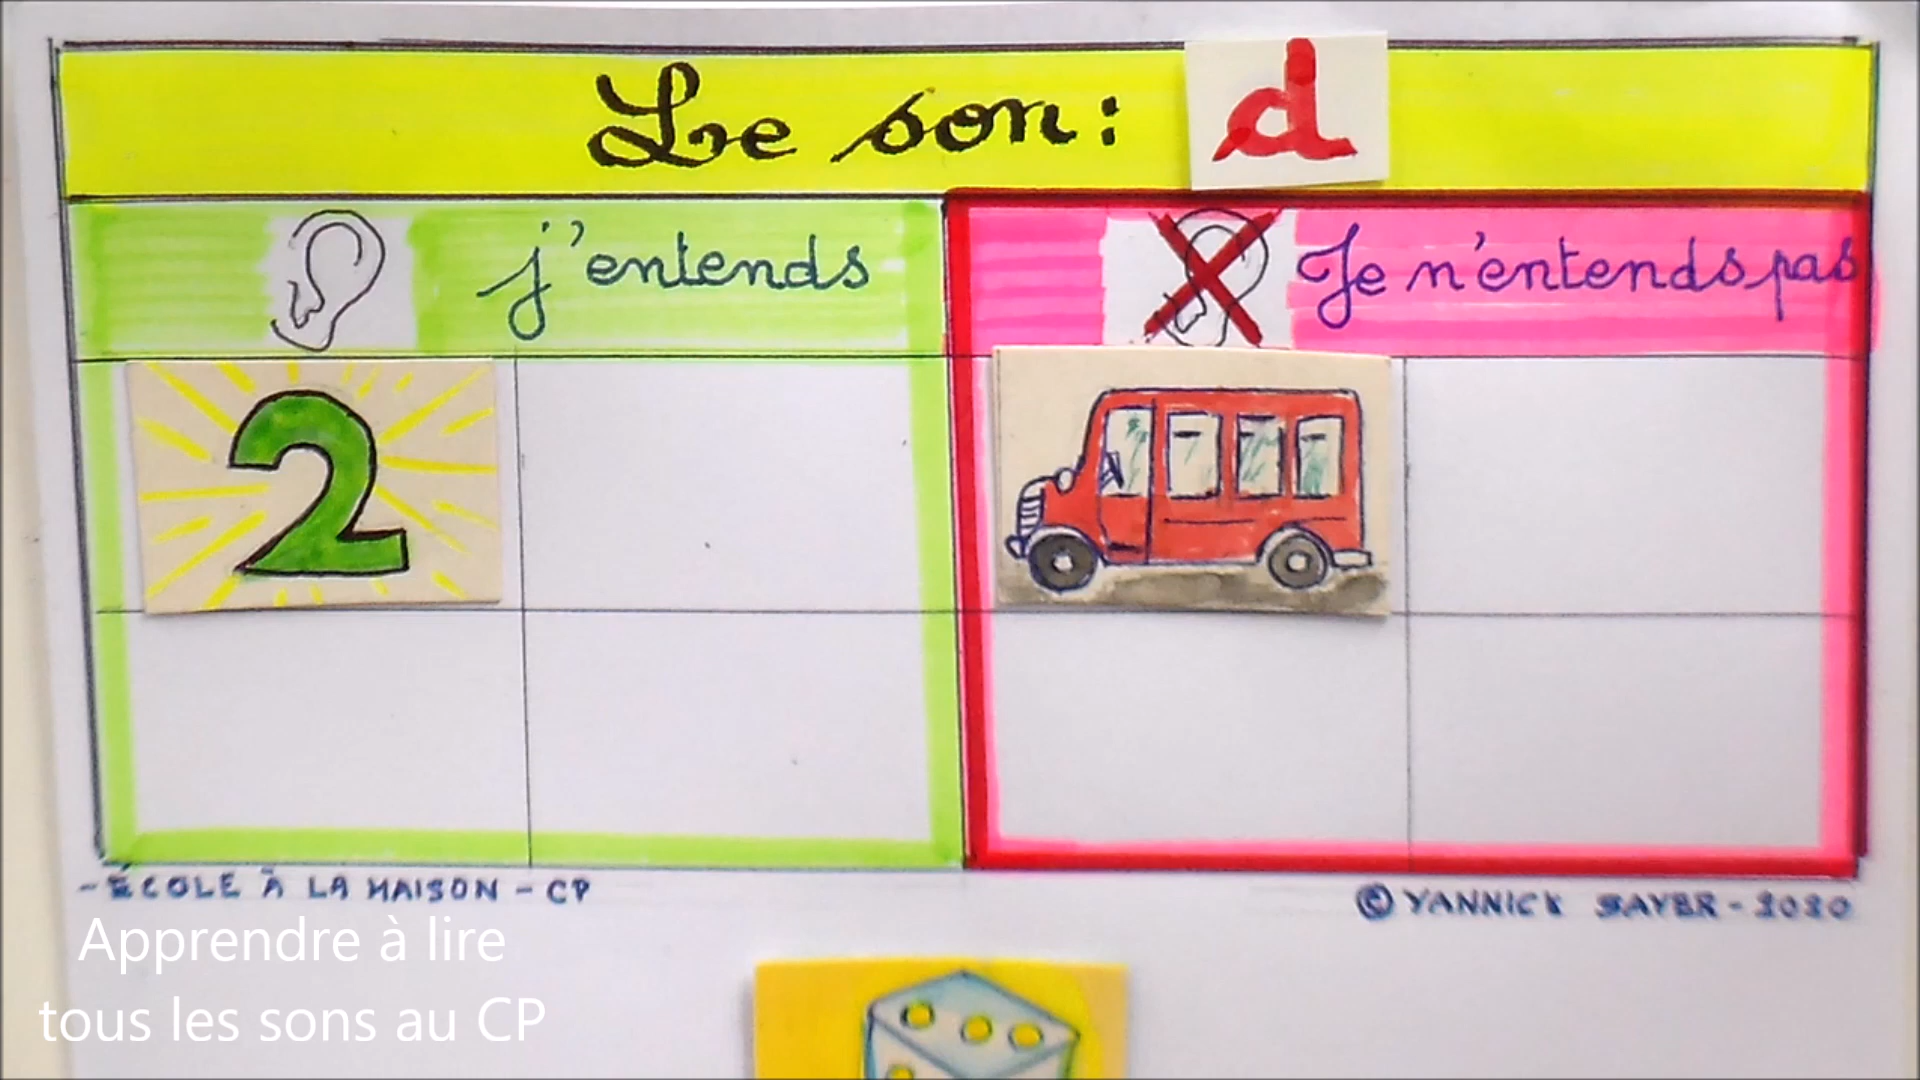 Le son : d
j'entends
Je n'entends pas
2
- ÉCOLE À LA MAISON - CP
© YANNICK SAYER - 2020
Apprendre à lire
tous les sons au CP